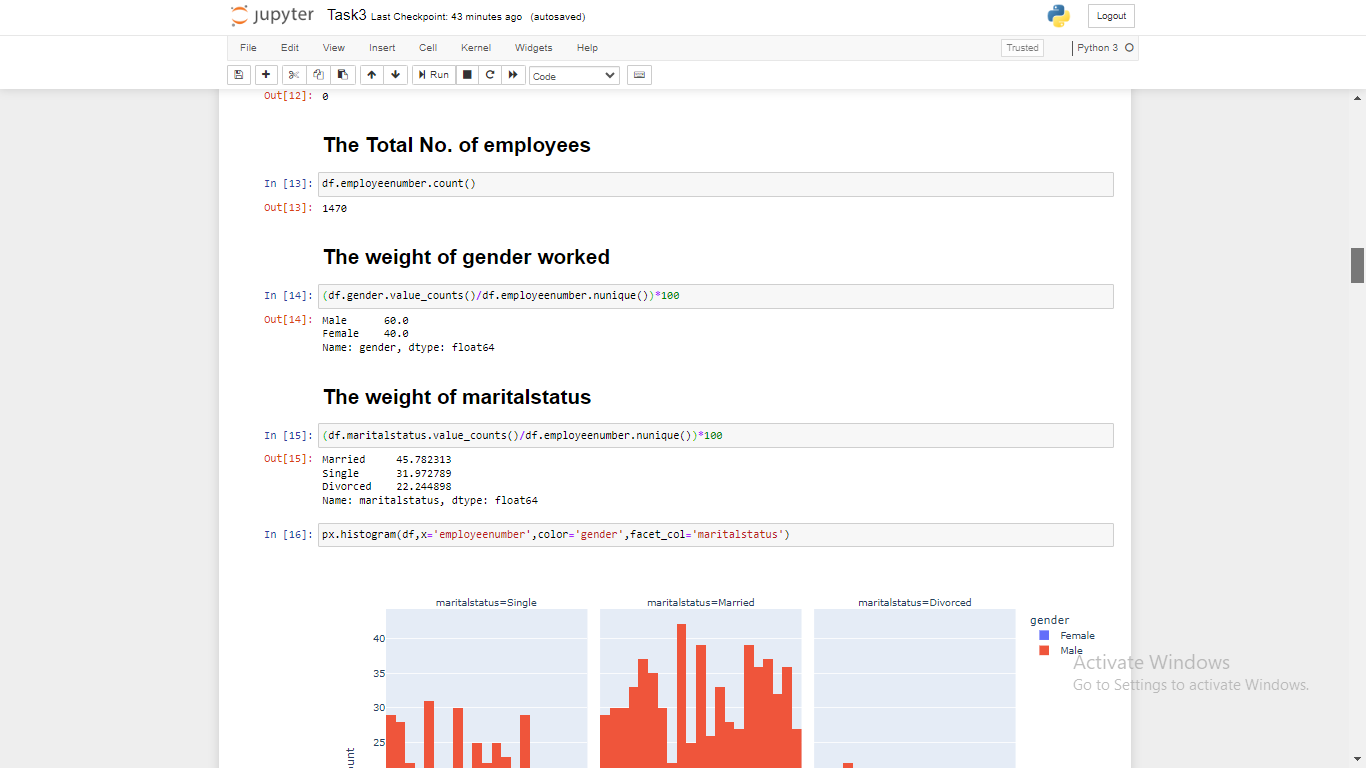 jupyter Task3 Last Checkpoint: 43 minutes ago (autosaved)
Logout
File Edit View Insert Cell Kernel Widgets Help
Trusted
Python 3
Run
Code
Out[12]: 0
The Total No. of employees
In [13]: df.employeenumber.count()
Out[13]: 1470
The weight of gender worked
In [14]: (df.gender.value_counts()/df.employeenumber.nunique())*100
Out[14]: Male 60.0
Female 40.0
Name: gender, dtype: float64
The weight of maritalstatus
In [15]: (df.maritalstatus.value_counts()/df.employeenumber.nunique())*100
Out[15]: Married 45.782313
Single 31.972789
Divorced 22.244898
Name: maritalstatus, dtype: float64
In [16]: px.histogram(df,x='employeenumber',color='gender',facet_col='maritalstatus')
maritalstatus=Single maritalstatus=Married maritalstatus=Divorced
gender
Female
Male
40
35
30
25
Activate Windows
Go to Settings to activate Windows.